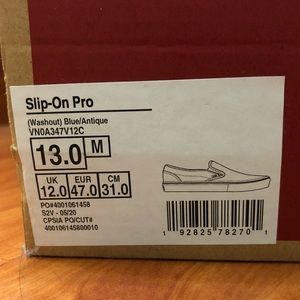 Slip-On Pro
(Washout) Blue/Antique
VN0A347V12C
13.0 M
UK EUR CM
12.0 47.0 31.0
PO#4001061458
S2V - 05/20
CPSIA PO/CUT#
400106145800010
1 92825 78270 1